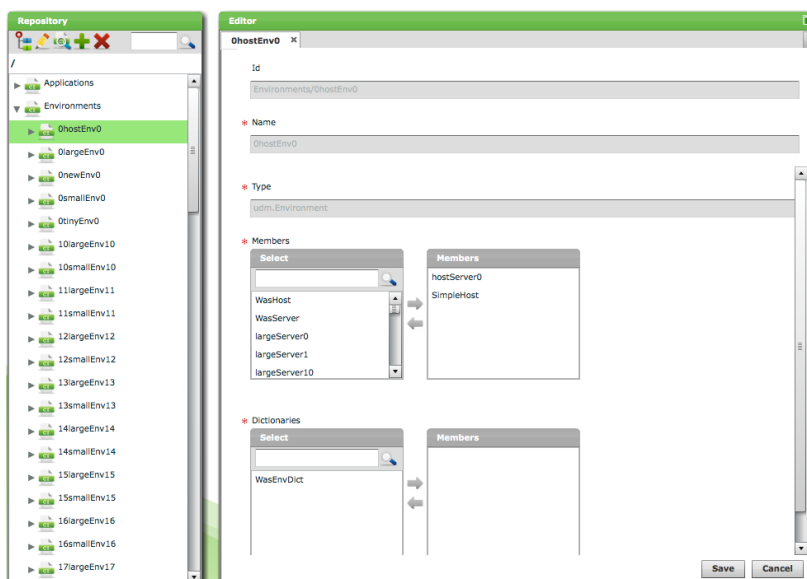 Repository
/
Applications
Environments
0hostEnv0
0largeEnv0
0newEnv0
0smallEnv0
0tinyEnv0
10largeEnv10
10smallEnv10
11largeEnv11
11smallEnv11
12largeEnv12
12smallEnv12
13largeEnv13
13smallEnv13
14largeEnv14
14smallEnv14
15largeEnv15
15smallEnv15
16largeEnv16
16smallEnv16
17largeEnv17
Editor
0hostEnv0
Id
Environments/0hostEnv0
* Name
0hostEnv0
* Type
udm.Environment
* Members
Select
WasHost
WasServer
largeServer0
largeServer1
largeServer10
Members
hostServer0
SimpleHost
* Dictionaries
Select
WasEnvDict
Members
Save
Cancel